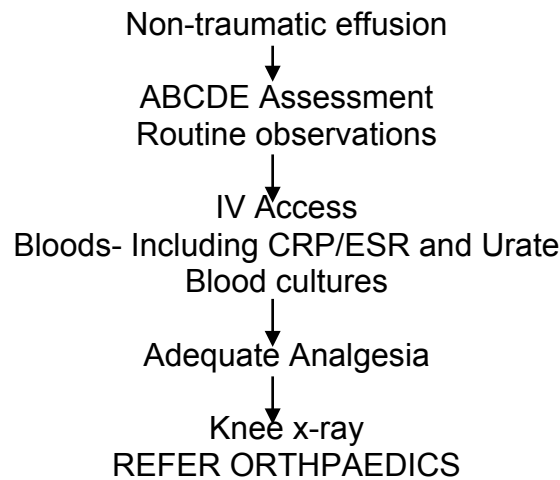 Non-traumatic effusion
ABCDE Assessment
Routine observations
IV Access
Bloods- Including CRP/ESR and Urate
Blood cultures
Adequate Analgesia
Knee x-ray
REFER ORTHPAEDICS